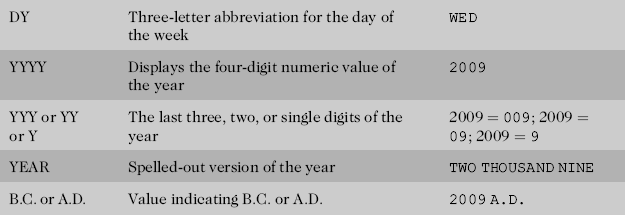 DY Three-letter abbreviation for the day of WED
the week
YYYY Displays the four-digit numeric value of 2009
the year
YYY or YY The last three, two, or single digits of the 2009 = 009; 2009 =
or Y year 09; 2009 = 9
YEAR Spelled-out version of the year TWO THOUSAND NINE
B.C. or A.D. Value indicating B.C. or A.D. 2009 A.D.